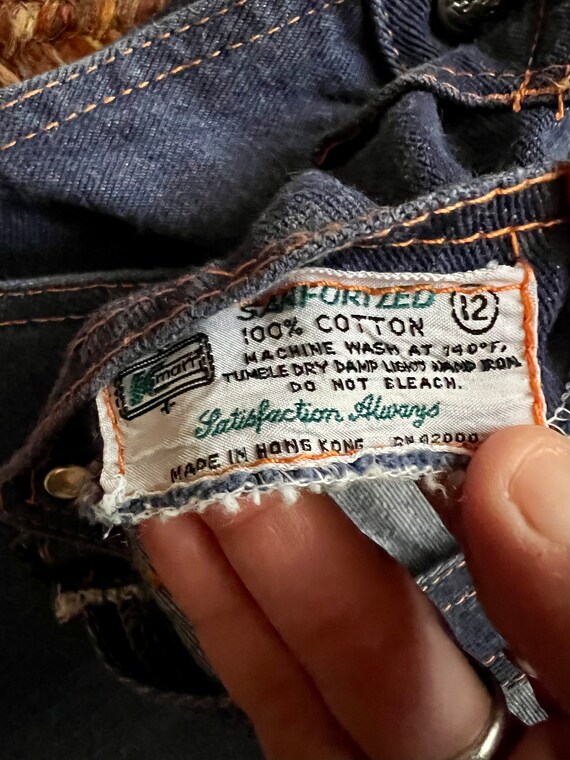 SANFORIZED
12
100% COTTON
Kmart
MACHINE WASH AT 140°F,
TUMBLE DRY DAMP LIGHT DAMP IRON
DO NOT BLEACH.
Satisfaction Always
MADE IN HONG KONG